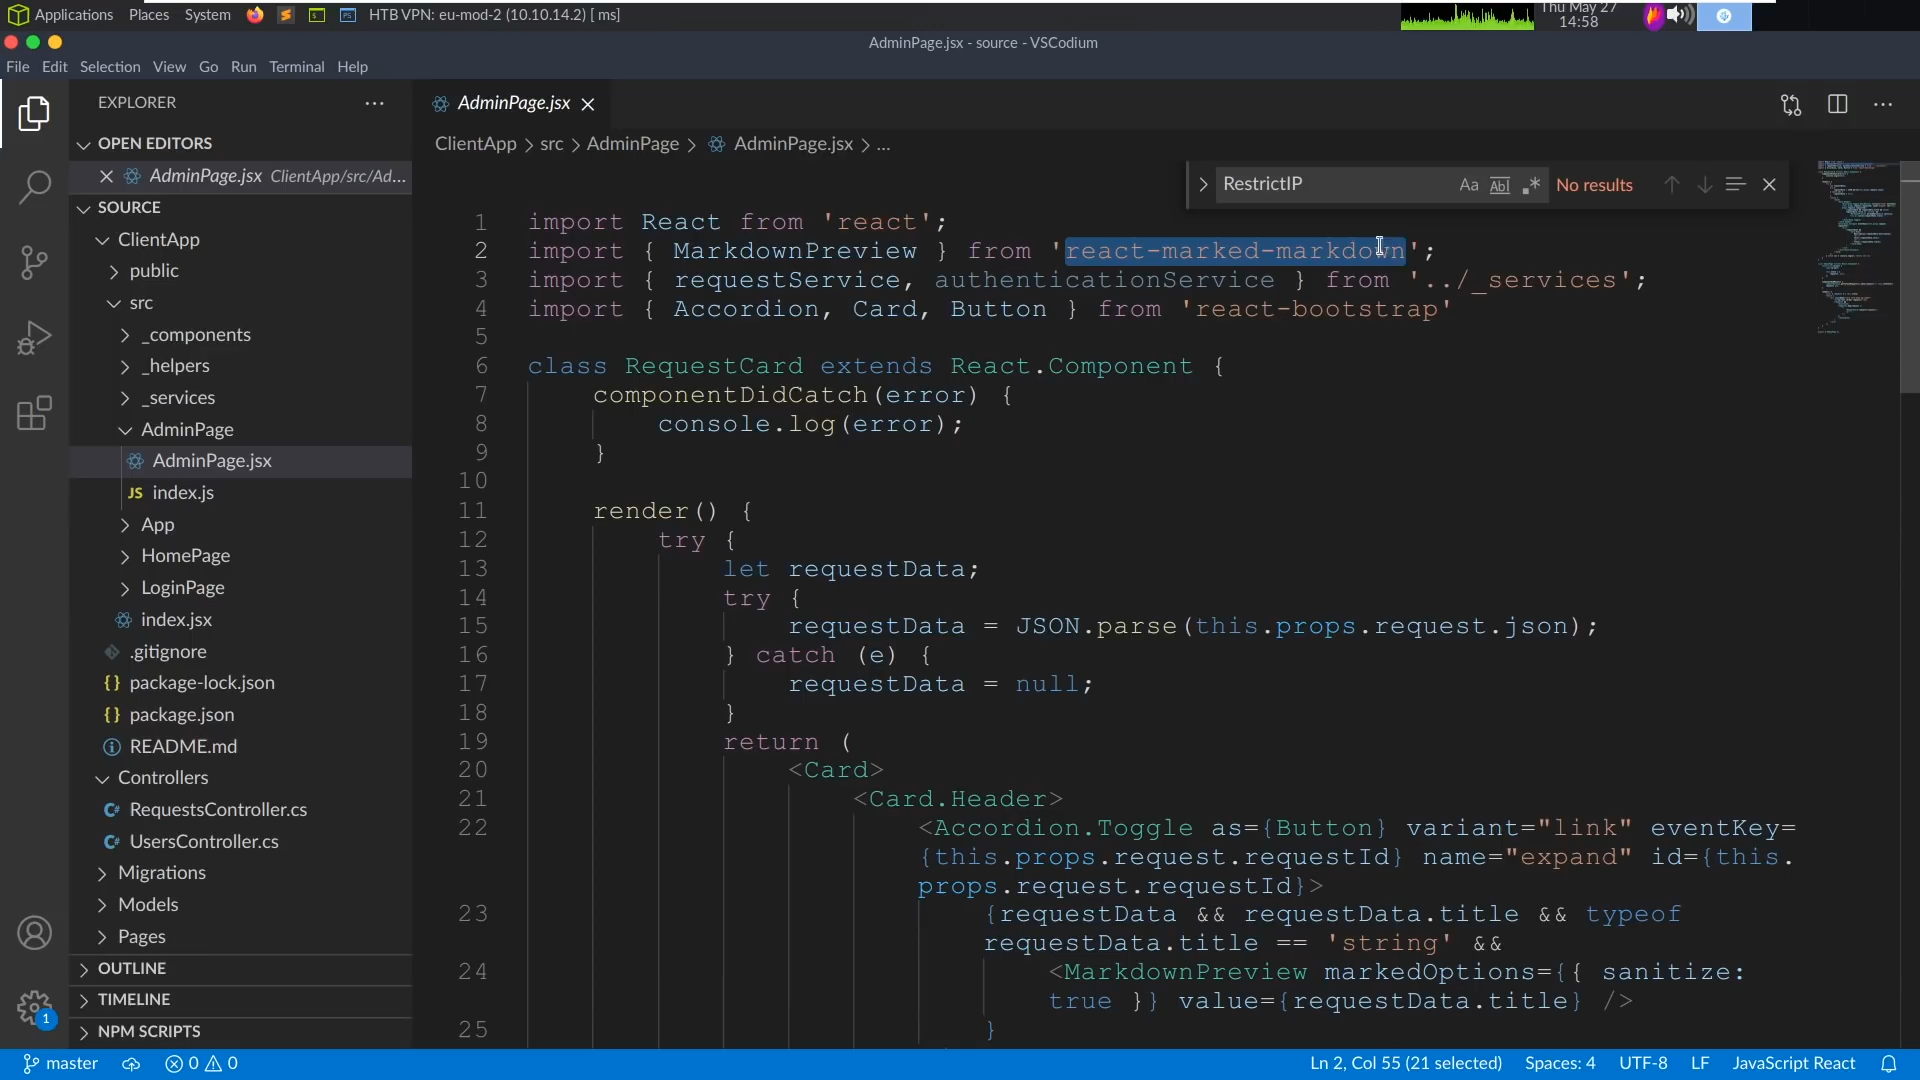 Applications Places System HTB VPN: eu-mod-2 (10.10.14.2) [ ms] Thu May 27
14:58
AdminPage.jsx - source - VSCodium
File Edit Selection View Go Run Terminal Help
EXPLORER
OPEN EDITORS
AdminPage.jsx ClientApp/src/Ad...
SOURCE
ClientApp
public
src
_components
_helpers
_services
AdminPage
AdminPage.jsx
JS index.js
App
HomePage
LoginPage
index.jsx
.gitignore
{} package-lock.json
{} package.json
README.md
Controllers
C# RequestsController.cs
C# UsersController.cs
Migrations
Models
Pages
OUTLINE
TIMELINE
NPM SCRIPTS
1
AdminPage.jsx
ClientApp > src > AdminPage > AdminPage.jsx > ...
RestrictIP Aa Abl .* No results
1 import React from 'react';
2 import { MarkdownPreview } from 'react-marked-markdown';
3 import { requestService, authenticationService } from '../_services';
4 import { Accordion, Card, Button } from 'react-bootstrap'
5
6 class RequestCard extends React.Component {
7 componentDidCatch(error) {
8 console.log(error);
9 }
10
11 render() {
12 try {
13 let requestData;
14 try {
15 requestData = JSON.parse(this.props.request.json);
16 } catch (e) {
17 requestData = null;
18 }
19 return (
20 <Card>
21 <Card.Header>
22 <Accordion.Toggle as={Button} variant="link" eventKey=
{this.props.request.requestId} name="expand" id={this.
props.request.requestId}>
23 {requestData && requestData.title && typeof
requestData.title == 'string' &&
24 <MarkdownPreview markedOptions={{ sanitize:
true }} value={requestData.title} />
25 }
master 0 0 Ln 2, Col 55 (21 selected) Spaces: 4 UTF-8 LF JavaScript React